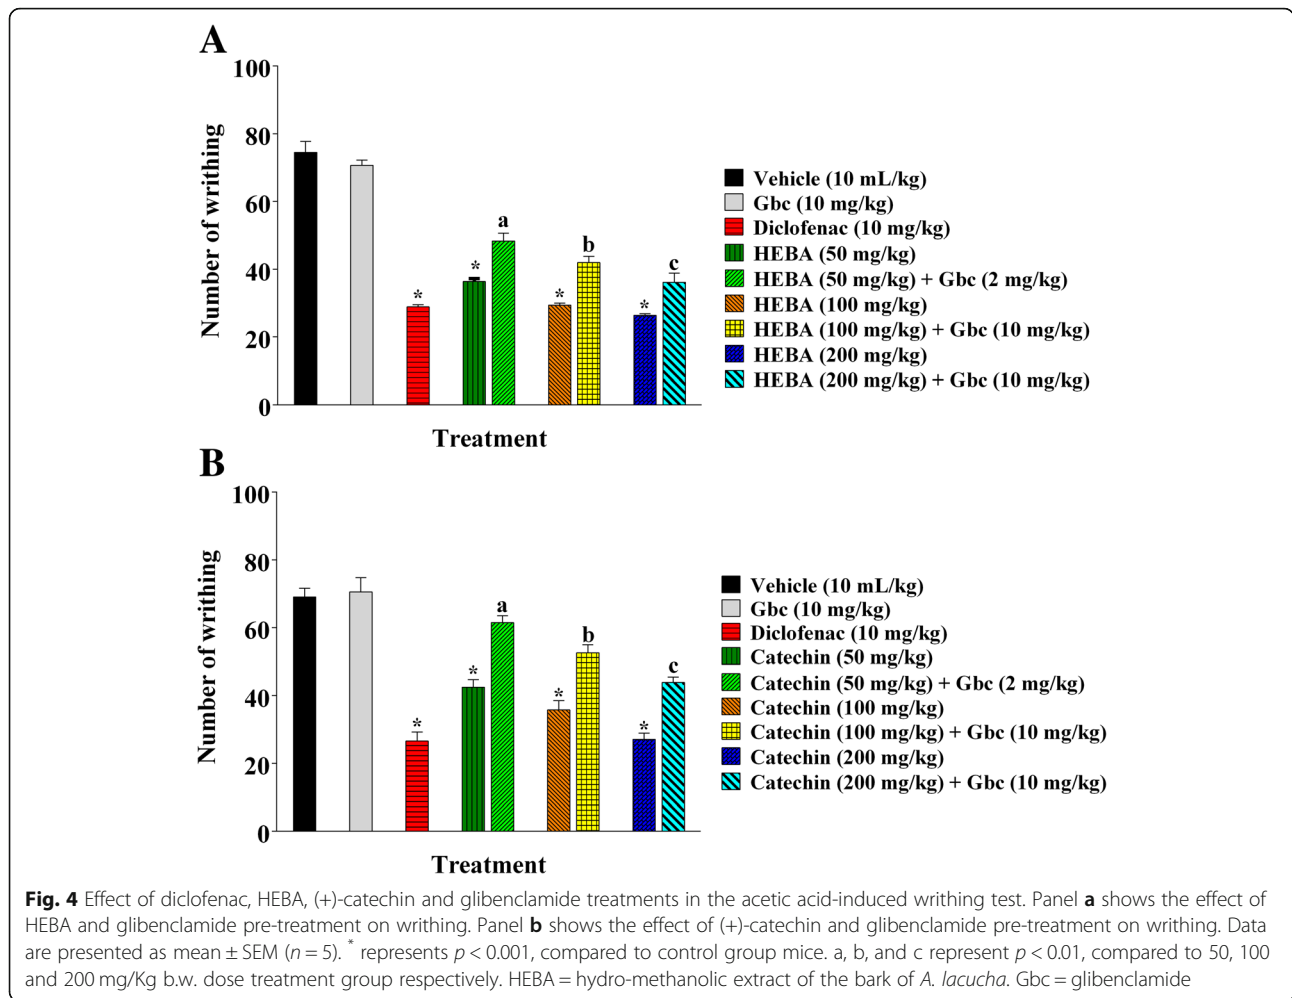 A
100
80
60
40
20
0
Number of writhing
a
b
c
*
*
*
*
Treatment
Vehicle (10 mL/kg)
Gbc (10 mg/kg)
Diclofenac (10 mg/kg)
HEBA (50 mg/kg)
HEBA (50 mg/kg) + Gbc (2 mg/kg)
HEBA (100 mg/kg)
HEBA (100 mg/kg) + Gbc (10 mg/kg)
HEBA (200 mg/kg)
HEBA (200 mg/kg) + Gbc (10 mg/kg)
B
100
80
60
40
20
0
Number of writhing
a
b
c
*
*
*
*
Treatment
Vehicle (10 mL/kg)
Gbc (10 mg/kg)
Diclofenac (10 mg/kg)
Catechin (50 mg/kg)
Catechin (50 mg/kg) + Gbc (2 mg/kg)
Catechin (100 mg/kg)
Catechin (100 mg/kg) + Gbc (10 mg/kg)
Catechin (200 mg/kg)
Catechin (200 mg/kg) + Gbc (10 mg/kg)
Fig. 4 Effect of diclofenac, HEBA, (+)-catechin and glibenclamide treatments in the acetic acid-induced writhing test. Panel a shows the effect of
HEBA and glibenclamide pre-treatment on writhing. Panel b shows the effect of (+)-catechin and glibenclamide pre-treatment on writhing. Data
are presented as mean ± SEM (n = 5). * represents p < 0.001, compared to control group mice. a, b, and c represent p < 0.01, compared to 50, 100
and 200 mg/Kg b.w. dose treatment group respectively. HEBA = hydro-methanolic extract of the bark of A. lacucha. Gbc = glibenclamide